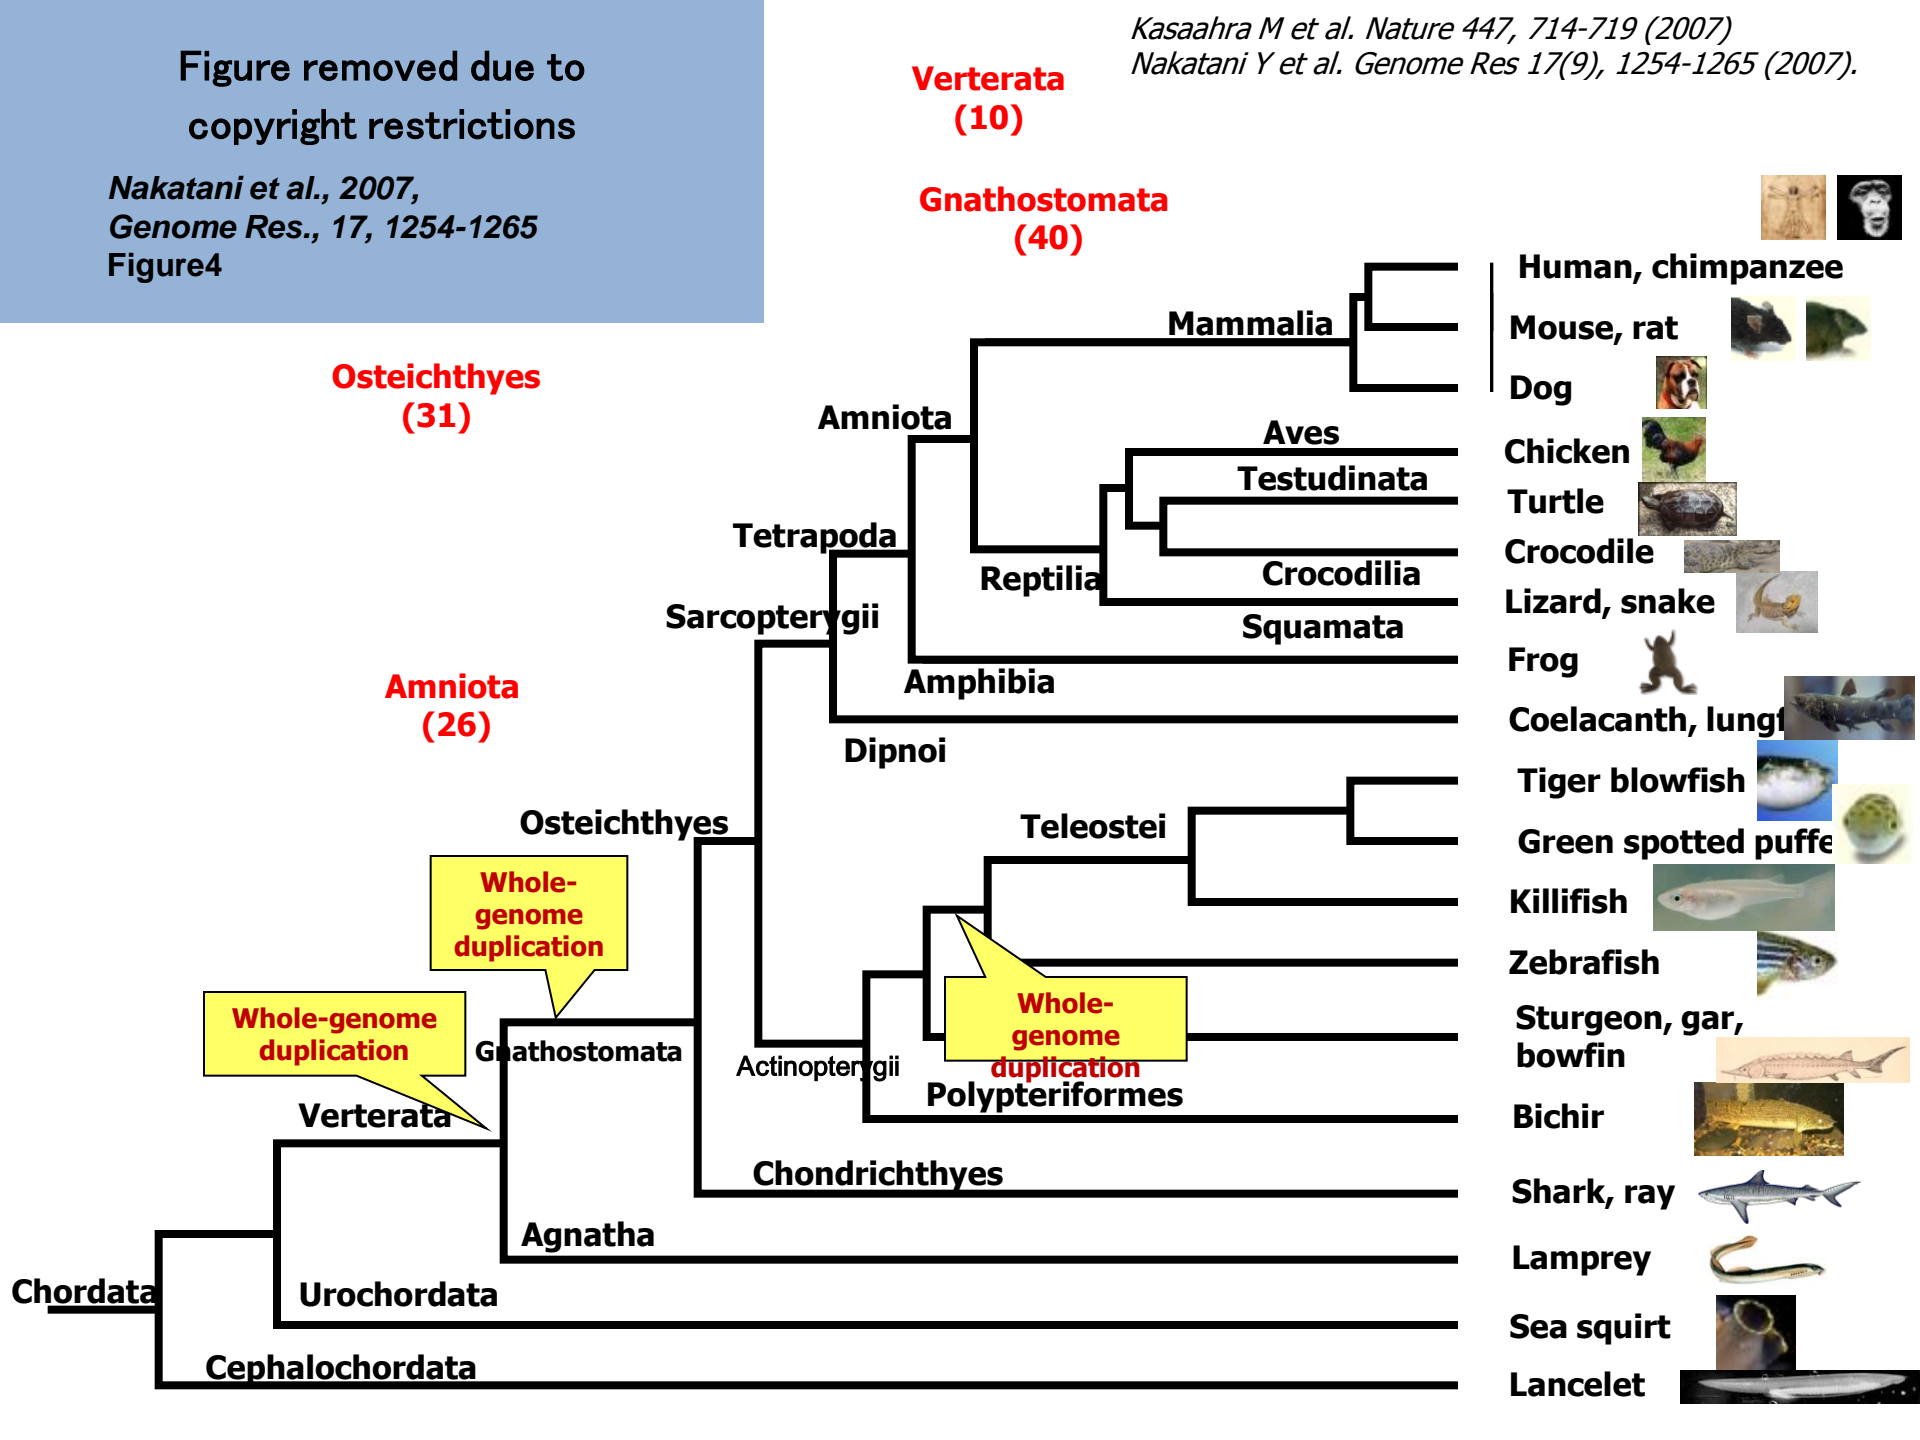 Figure removed due to
copyright restrictions
Nakatani et al., 2007,
Genome Res., 17, 1254-1265
Figure4
Kasaahra M et al. Nature 447, 714-719 (2007)
Nakatani Y et al. Genome Res 17(9), 1254-1265 (2007).
Verterata
(10)
Gnathostomata
(40)
Osteichthyes
(31)
Amniota
(26)
Human, chimpanzee
Mammalia
Mouse, rat
Dog
Amniota
Aves
Chicken
Testudinata
Turtle
Tetrapoda
Crocodile
Reptilia
Crocodilia
Lizard, snake
Sarcopterygii
Squamata
Frog
Amphibia
Coelacanth, lungf
Dipnoi
Tiger blowfish
Osteichthyes
Teleostei
Green spotted puffe
Whole-
genome
duplication
Killifish
Zebrafish
Whole-genome
duplication
Whole-
genome
duplication
Sturgeon, gar,
bowfin
Gnathostomata
Actinopterygii
Polypteriformes
Bichir
Verterata
Chondrichthyes
Shark, ray
Agnatha
Lamprey
Chordata
Urochordata
Sea squirt
Cephalochordata
Lancelet